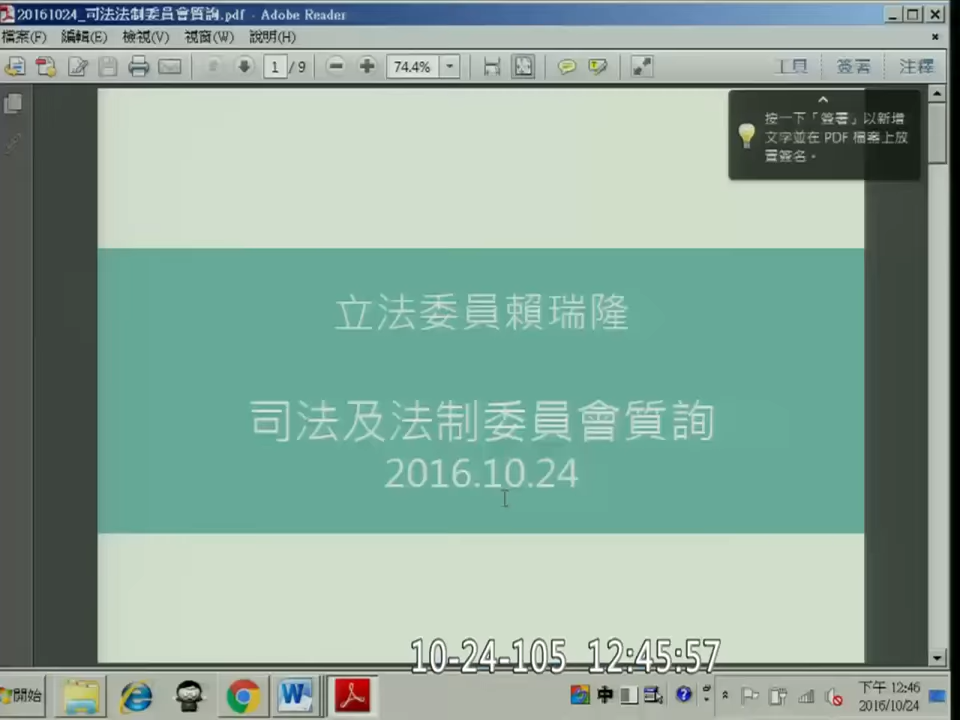 20161024_司法法制委員會質詢.pdf - Adobe Reader
檔案(F) 編輯(E) 檢視(V) 視窗(W) 說明(H)
1 / 9 74.4% 工具 簽署 注釋
按一下「簽署」以新增
文字並在 PDF 檔案上放
置簽名。
立法委員賴瑞隆
司法及法制委員會質詢
2016.10.24
10-24-105 12:45:57
開始 中 下午 12:46
2016/10/24